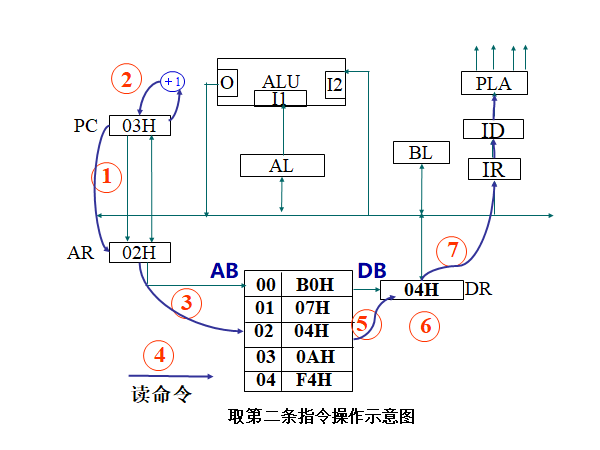 ② +1
O ALU I2
I1
PLA
PC 03H
ID
AL
BL
IR
①
⑦
AR 02H
AB
DB
00 B0H
04H DR
③
01 07H
⑤
⑥
02 04H
④
03 0AH
04 F4H
读命令
取第二条指令操作示意图